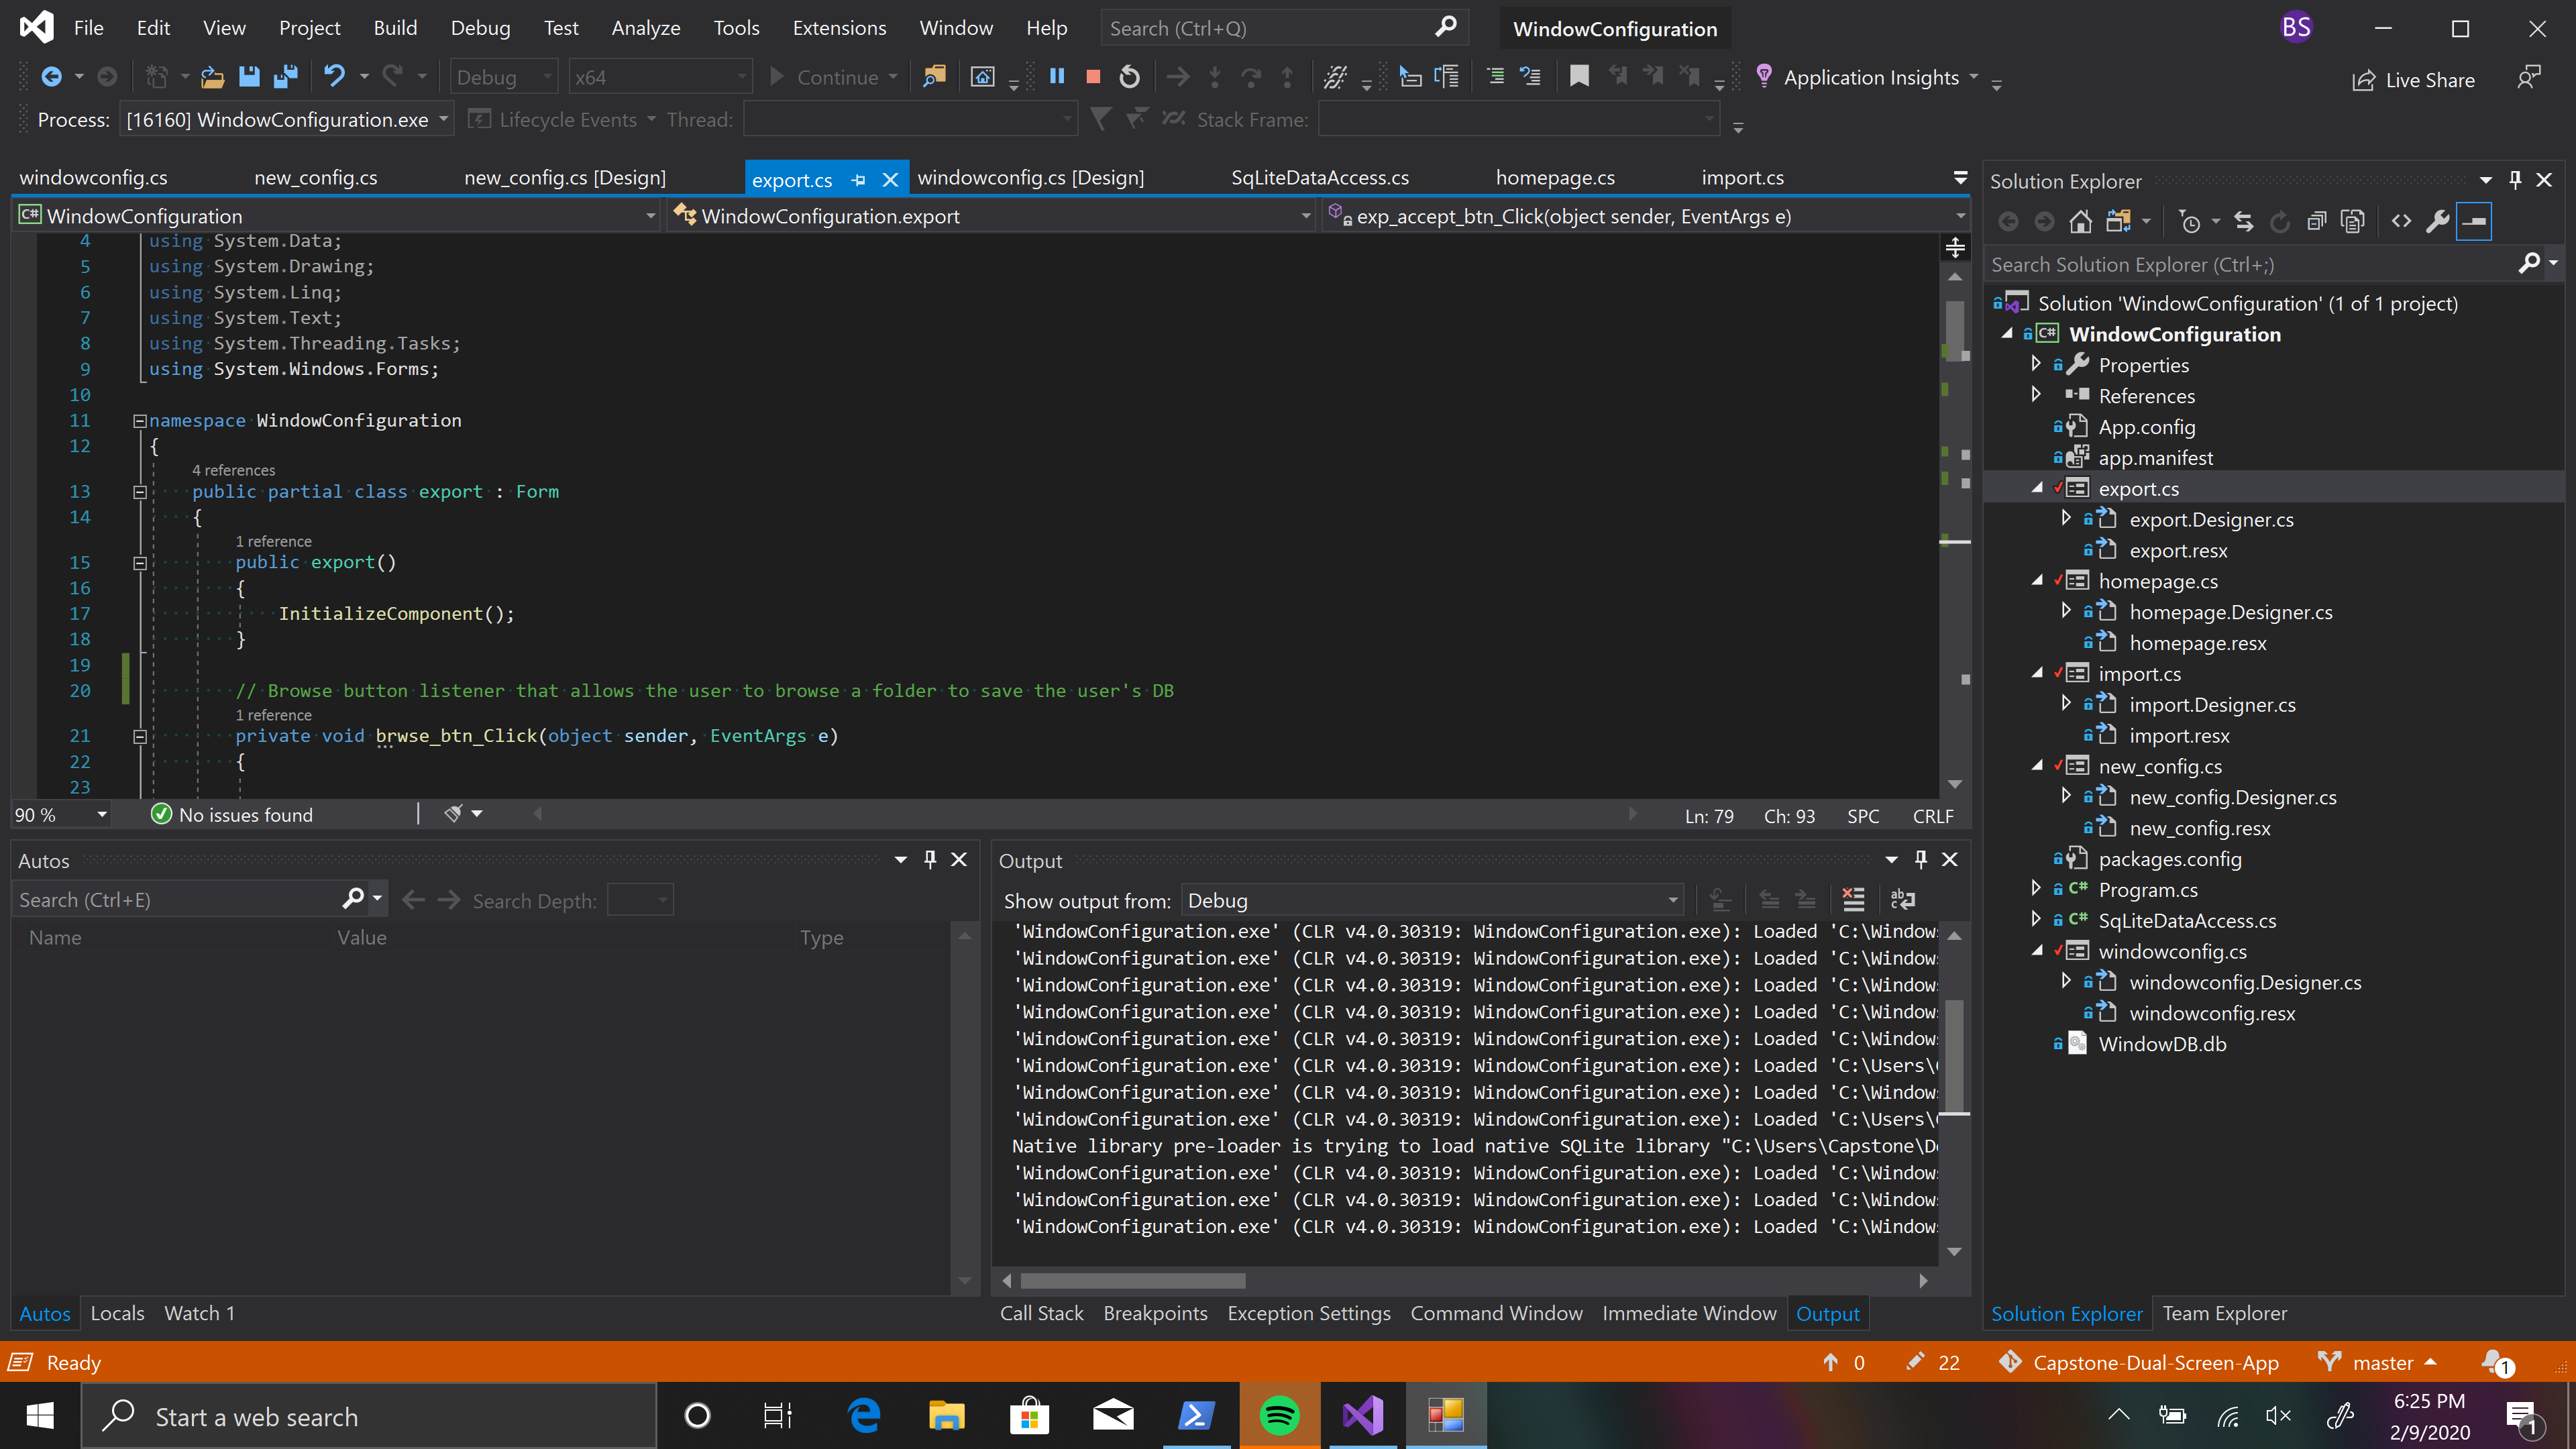 File Edit View Project Build Debug Test Analyze Tools Extensions Window Help Search (Ctrl+Q) WindowConfiguration BS
Debug x64 Continue Application Insights Live Share
Process: [16160] WindowConfiguration.exe Lifecycle Events Thread: Stack Frame:
windowconfig.cs new_config.cs new_config.cs [Design] export.cs windowconfig.cs [Design] SqLiteDataAccess.cs homepage.cs import.cs
C# WindowConfiguration WindowConfiguration.export exp_accept_btn_Click(object sender, EventArgs e)
4 using System.Data;
5 using System.Drawing;
6 using System.Linq;
7 using System.Text;
8 using System.Threading.Tasks;
9 using System.Windows.Forms;
10
11 namespace WindowConfiguration
12 {
4 references
13 public partial class export : Form
14 {
1 reference
15 public export()
16 {
17 InitializeComponent();
18 }
19
20 // Browse button listener that allows the user to browse a folder to save the user's DB
1 reference
21 private void brwse_btn_Click(object sender, EventArgs e)
22 {
23
90 % No issues found Ln: 79 Ch: 93 SPC CRLF
Autos
Search (Ctrl+E) Search Depth:
Name Value Type
Autos Locals Watch 1
Output
Show output from: Debug
'WindowConfiguration.exe' (CLR v4.0.30319: WindowConfiguration.exe): Loaded 'C:\Windows
'WindowConfiguration.exe' (CLR v4.0.30319: WindowConfiguration.exe): Loaded 'C:\Windows
'WindowConfiguration.exe' (CLR v4.0.30319: WindowConfiguration.exe): Loaded 'C:\Windows
'WindowConfiguration.exe' (CLR v4.0.30319: WindowConfiguration.exe): Loaded 'C:\Windows
'WindowConfiguration.exe' (CLR v4.0.30319: WindowConfiguration.exe): Loaded 'C:\Windows
'WindowConfiguration.exe' (CLR v4.0.30319: WindowConfiguration.exe): Loaded 'C:\Users\
'WindowConfiguration.exe' (CLR v4.0.30319: WindowConfiguration.exe): Loaded 'C:\Windows
'WindowConfiguration.exe' (CLR v4.0.30319: WindowConfiguration.exe): Loaded 'C:\Users\
Native library pre-loader is trying to load native SQLite library "C:\Users\Capstone\D
'WindowConfiguration.exe' (CLR v4.0.30319: WindowConfiguration.exe): Loaded 'C:\Windows
'WindowConfiguration.exe' (CLR v4.0.30319: WindowConfiguration.exe): Loaded 'C:\Windows
'WindowConfiguration.exe' (CLR v4.0.30319: WindowConfiguration.exe): Loaded 'C:\Windows
Call Stack Breakpoints Exception Settings Command Window Immediate Window Output
Solution Explorer
Search Solution Explorer (Ctrl+;)
Solution 'WindowConfiguration' (1 of 1 project)
C# WindowConfiguration
Properties
References
App.config
app.manifest
export.cs
export.Designer.cs
export.resx
homepage.cs
homepage.Designer.cs
homepage.resx
import.cs
import.Designer.cs
import.resx
new_config.cs
new_config.Designer.cs
new_config.resx
packages.config
C# Program.cs
C# SqLiteDataAccess.cs
windowconfig.cs
windowconfig.Designer.cs
windowconfig.resx
WindowDB.db
Solution Explorer Team Explorer
Ready 0 22 Capstone-Dual-Screen-App master 1
Start a web search 6:25 PM
2/9/2020 1